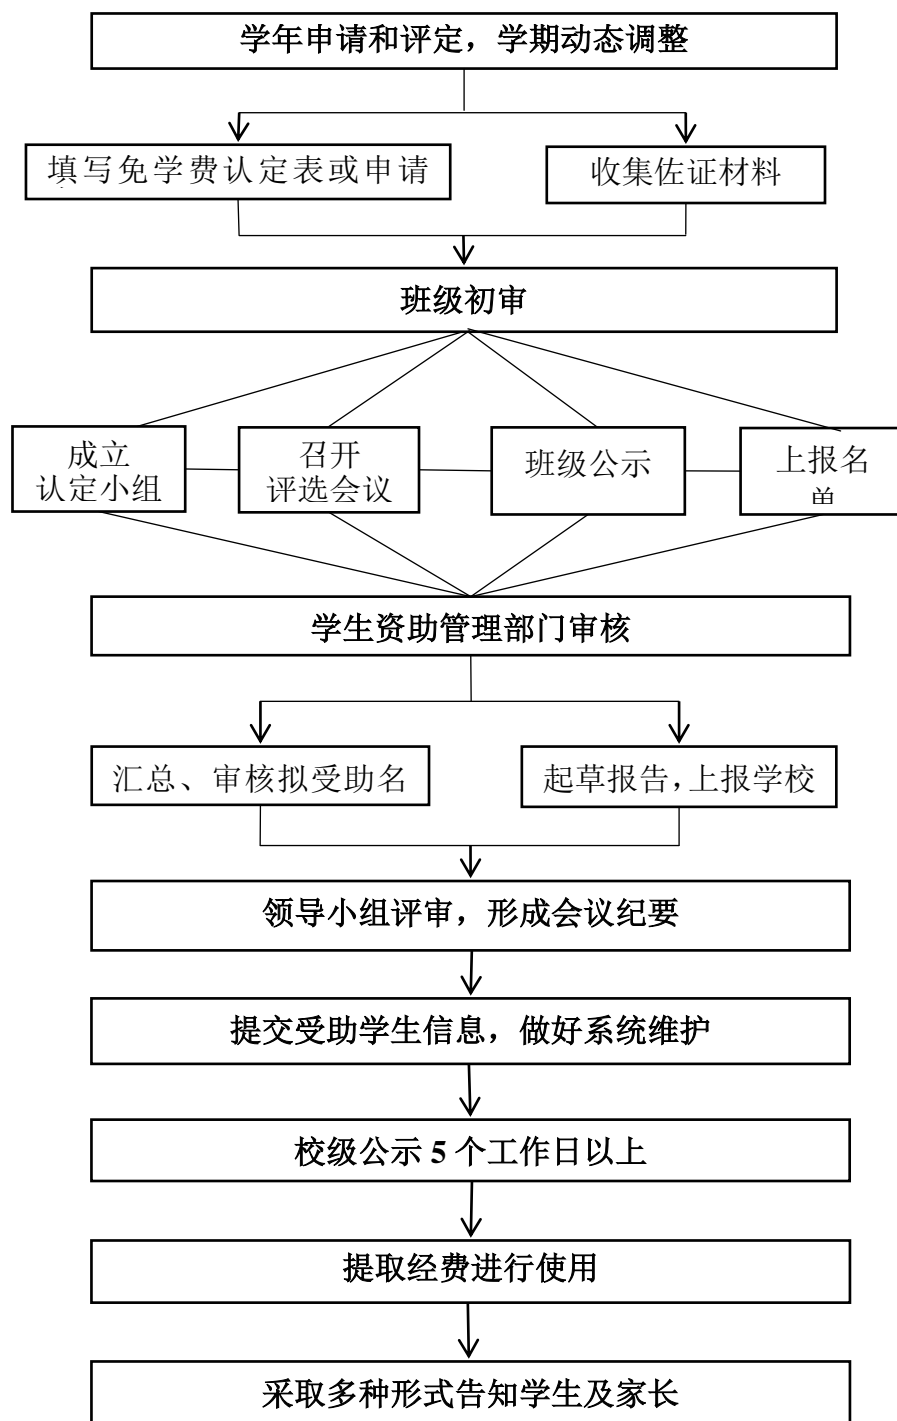 学年申请和评定，学期动态调整
填写免学费认定表或申请
收集佐证材料
班级初审
成立
认定小组
召开
评选会议
班级公示
上报名
单
学生资助管理部门审核
汇总、审核拟受助名
起草报告，上报学校
领导小组评审，形成会议纪要
提交受助学生信息，做好系统维护
校级公示 5 个工作日以上
提取经费进行使用
采取多种形式告知学生及家长